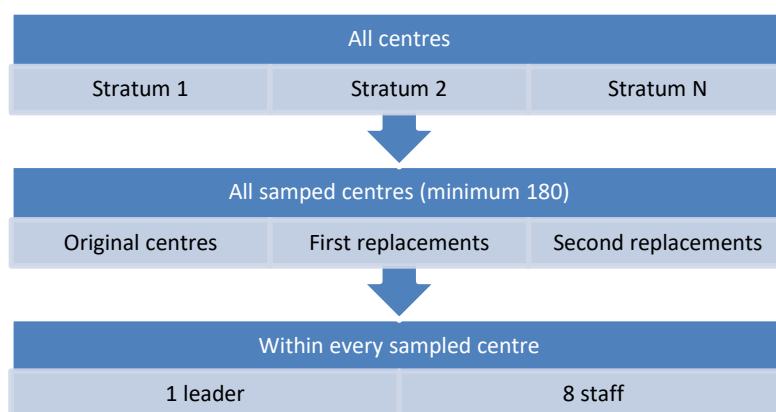 All centres
Stratum 1 Stratum 2 Stratum N
All samped centres (minimum 180)
Original centres First replacements Second replacements
Within every sampled centre
1 leader 8 staff